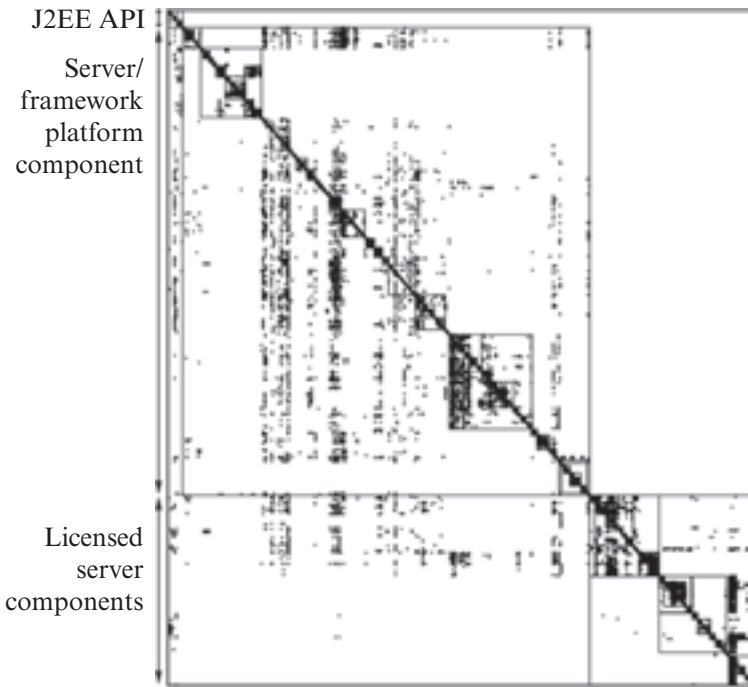 J2EE API
Server/
framework
platform
component
Licensed
server
components